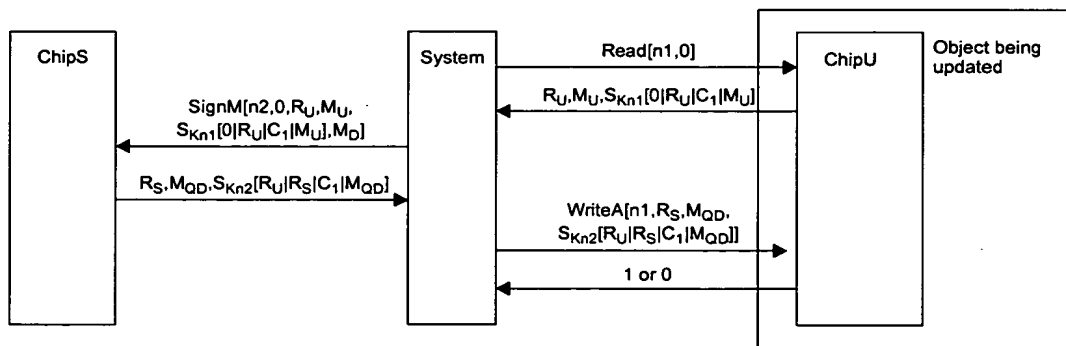 ChipS
System
ChipU
Object being
updated
Read[n1,0]
R_U,M_U,S_Kn1[0|R_U|C_1|M_U]
SignM[n2,0,R_U,M_U,
S_Kn1[0|R_U|C_1|M_U],M_D]
R_S,M_QD,S_Kn2[R_U|R_S|C_1|M_QD]
WriteA[n1,R_S,M_QD,
S_Kn2[R_U|R_S|C_1|M_QD]]
1 or 0